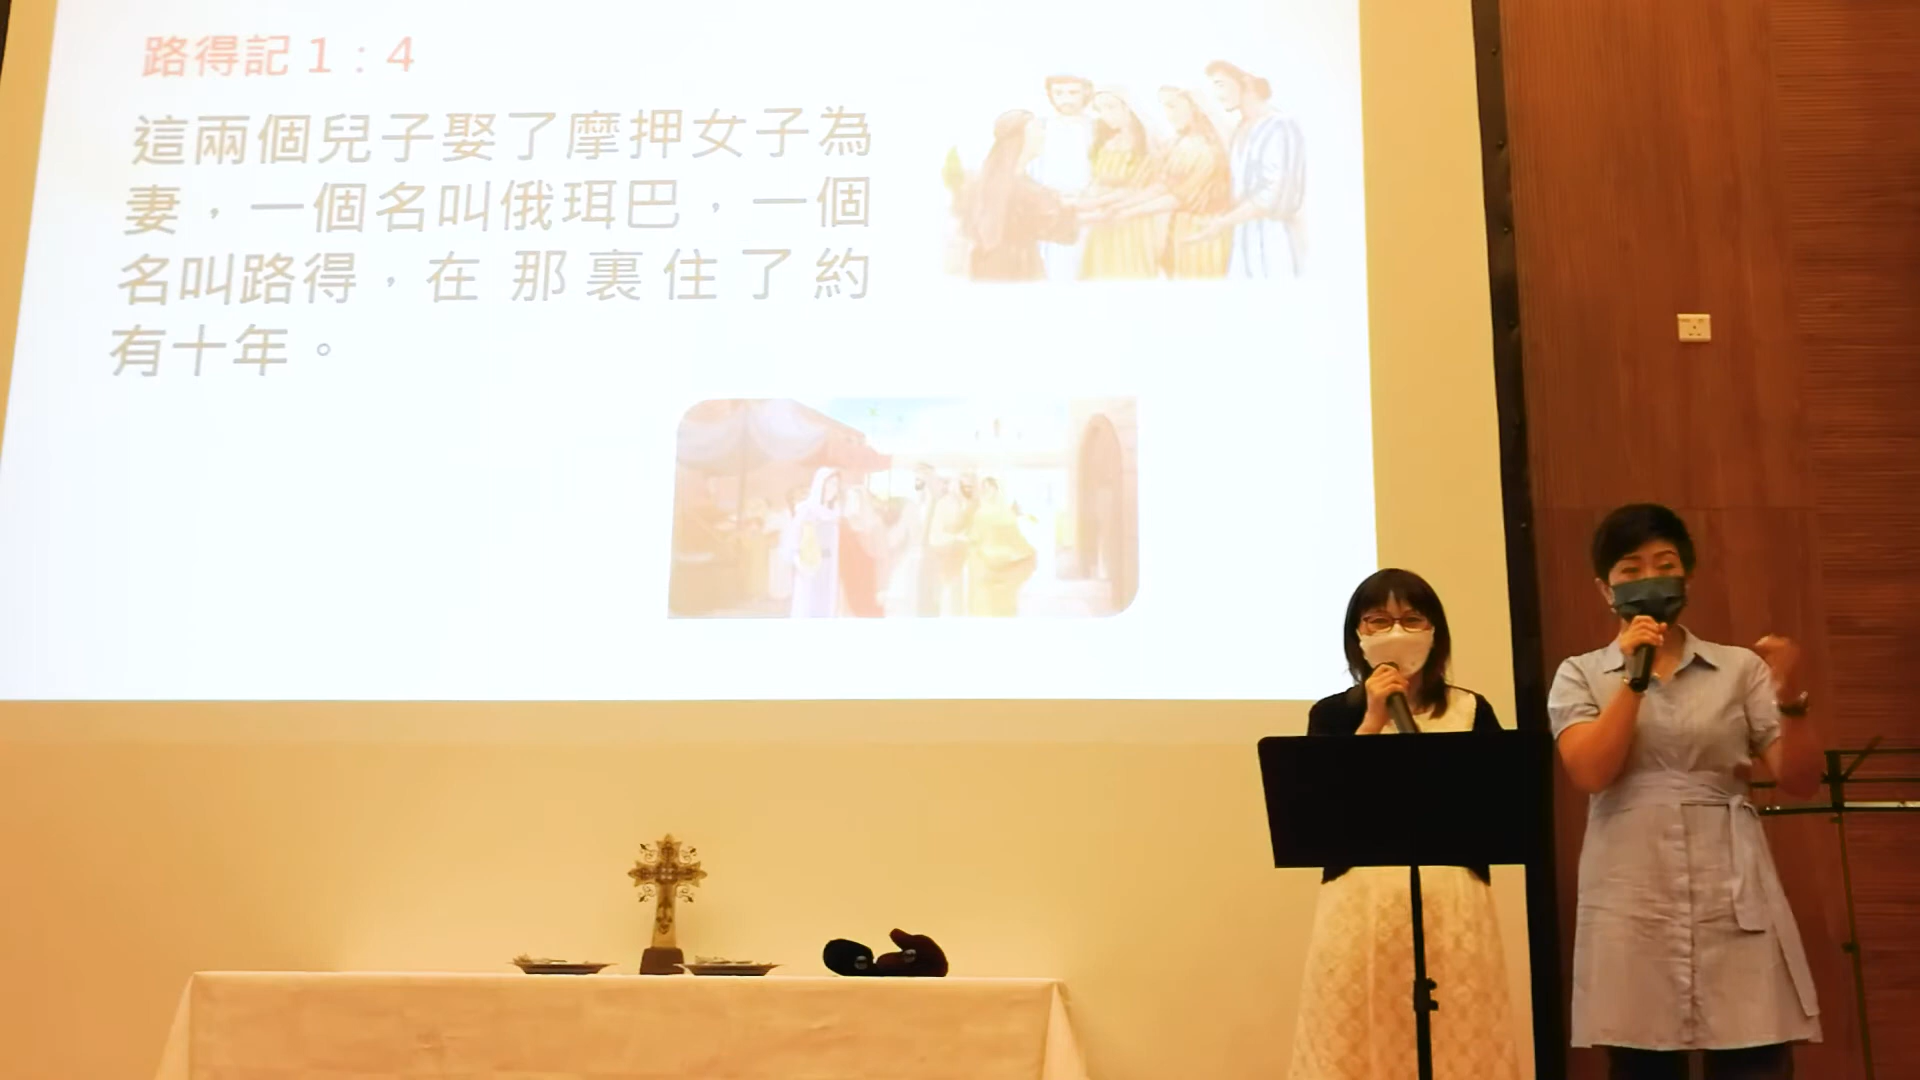 路得記 1：4
這兩個兒子娶了摩押女子為
妻，一個名叫俄珥巴，一個
名叫路得，在 那 裏 住 了 約
有十年。